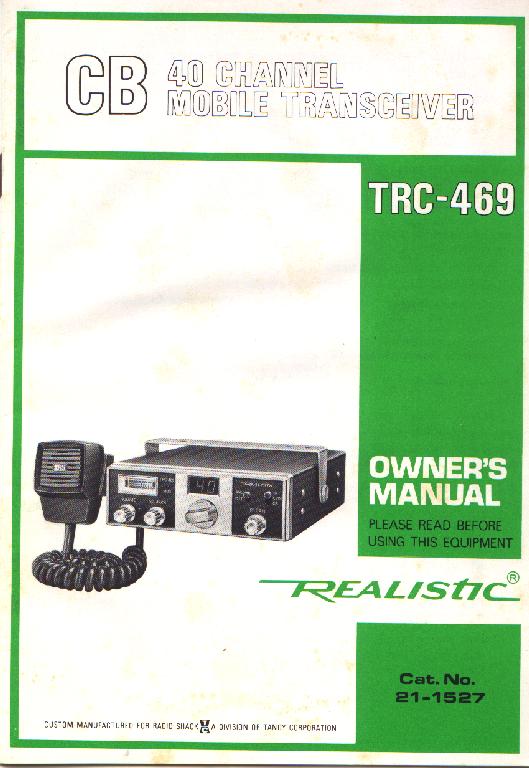 CB 40 CHANNEL
MOBILE TRANSCEIVER
TRC-469
OWNER'S
MANUAL
PLEASE READ BEFORE
USING THIS EQUIPMENT
REALISTIC®
Cat. No.
21-1527
CUSTOM MANUFACTURED FOR RADIO SHACK A DIVISION OF TANDY CORPORATION